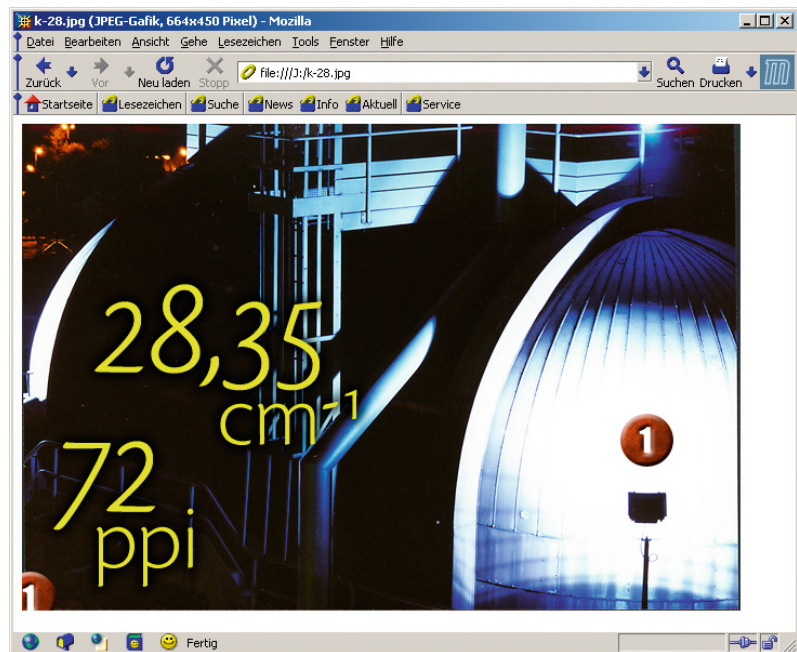 k-28.jpg (JPEG-Gafik, 664x450 Pixel) - Mozilla
Datei Bearbeiten Ansicht Gehe Lesezeichen Tools Fenster Hilfe
Zurück Vor Neu laden Stopp file:///J:/k-28.jpg Suchen Drucken
Startseite Lesezeichen Suche News Info Aktuell Service
28,35
cm⁻¹
1
72
ppi
1
Fertig